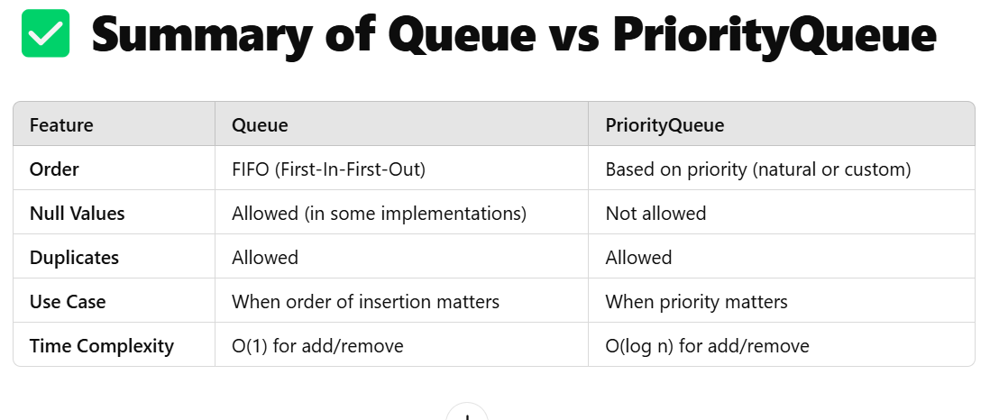 ✅ Summary of Queue vs PriorityQueue
Feature Queue PriorityQueue
Order FIFO (First-In-First-Out) Based on priority (natural or custom)
Null Values Allowed (in some implementations) Not allowed
Duplicates Allowed Allowed
Use Case When order of insertion matters When priority matters
Time Complexity O(1) for add/remove O(log n) for add/remove